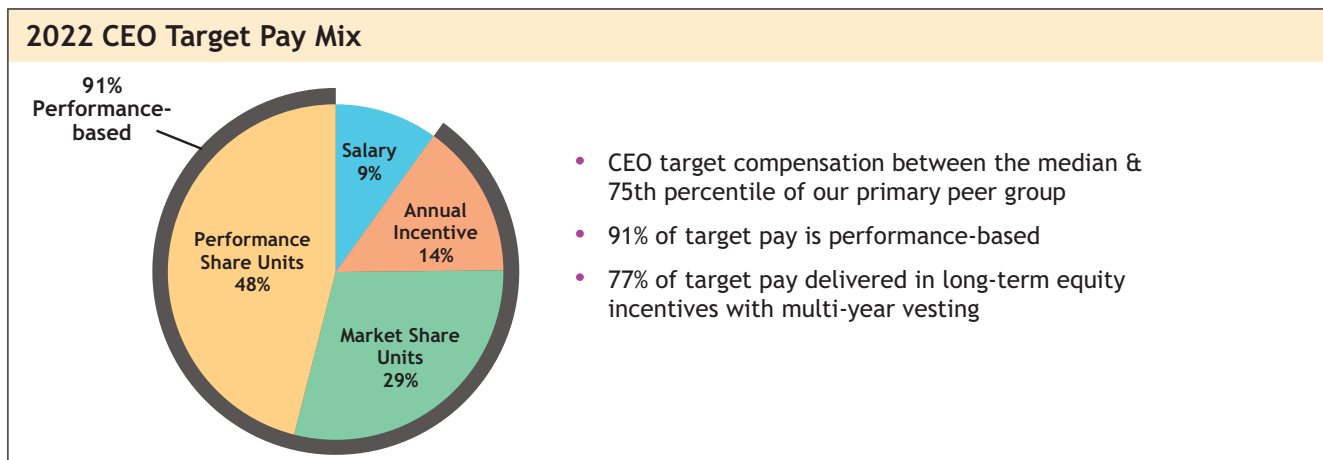 2022 CEO Target Pay Mix
91%
Performance-
based
Salary
9%
Annual
Incentive
14%
Performance
Share Units
48%
Market Share
Units
29%
• CEO target compensation between the median &
75th percentile of our primary peer group
• 91% of target pay is performance-based
• 77% of target pay delivered in long-term equity
incentives with multi-year vesting